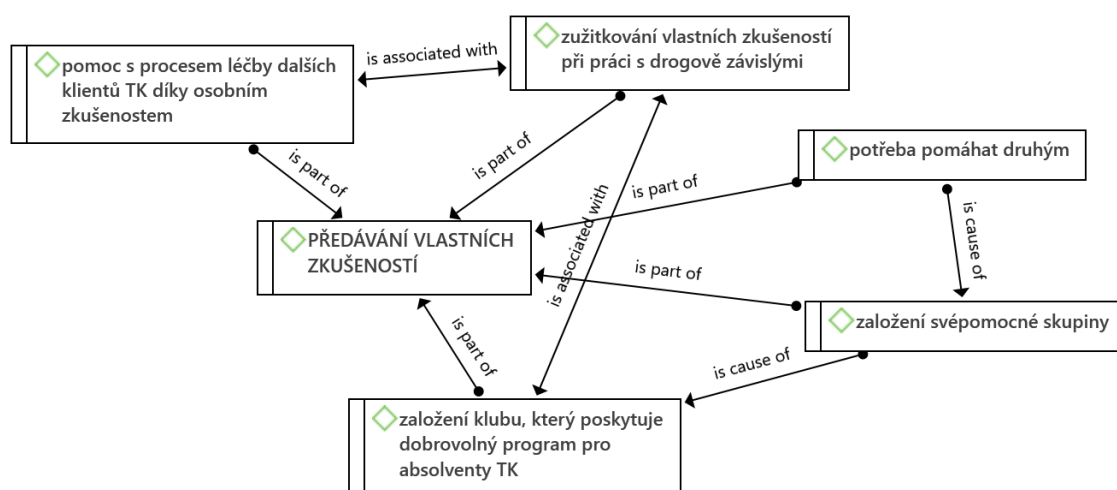 is associated with
zužitkování vlastních zkušeností
při práci s drogově závislými
pomoc s procesem léčby dalších
klientů TK díky osobním
zkušenostem
potřeba pomáhat druhým
is part of
is part of
is part of
is associated with
is cause of
PŘEDÁVÁNÍ VLASTNÍCH
ZKUŠENOSTÍ
is part of
založení svépomocné skupiny
is part of
is cause of
založení klubu, který poskytuje
dobrovolný program pro
absolventy TK